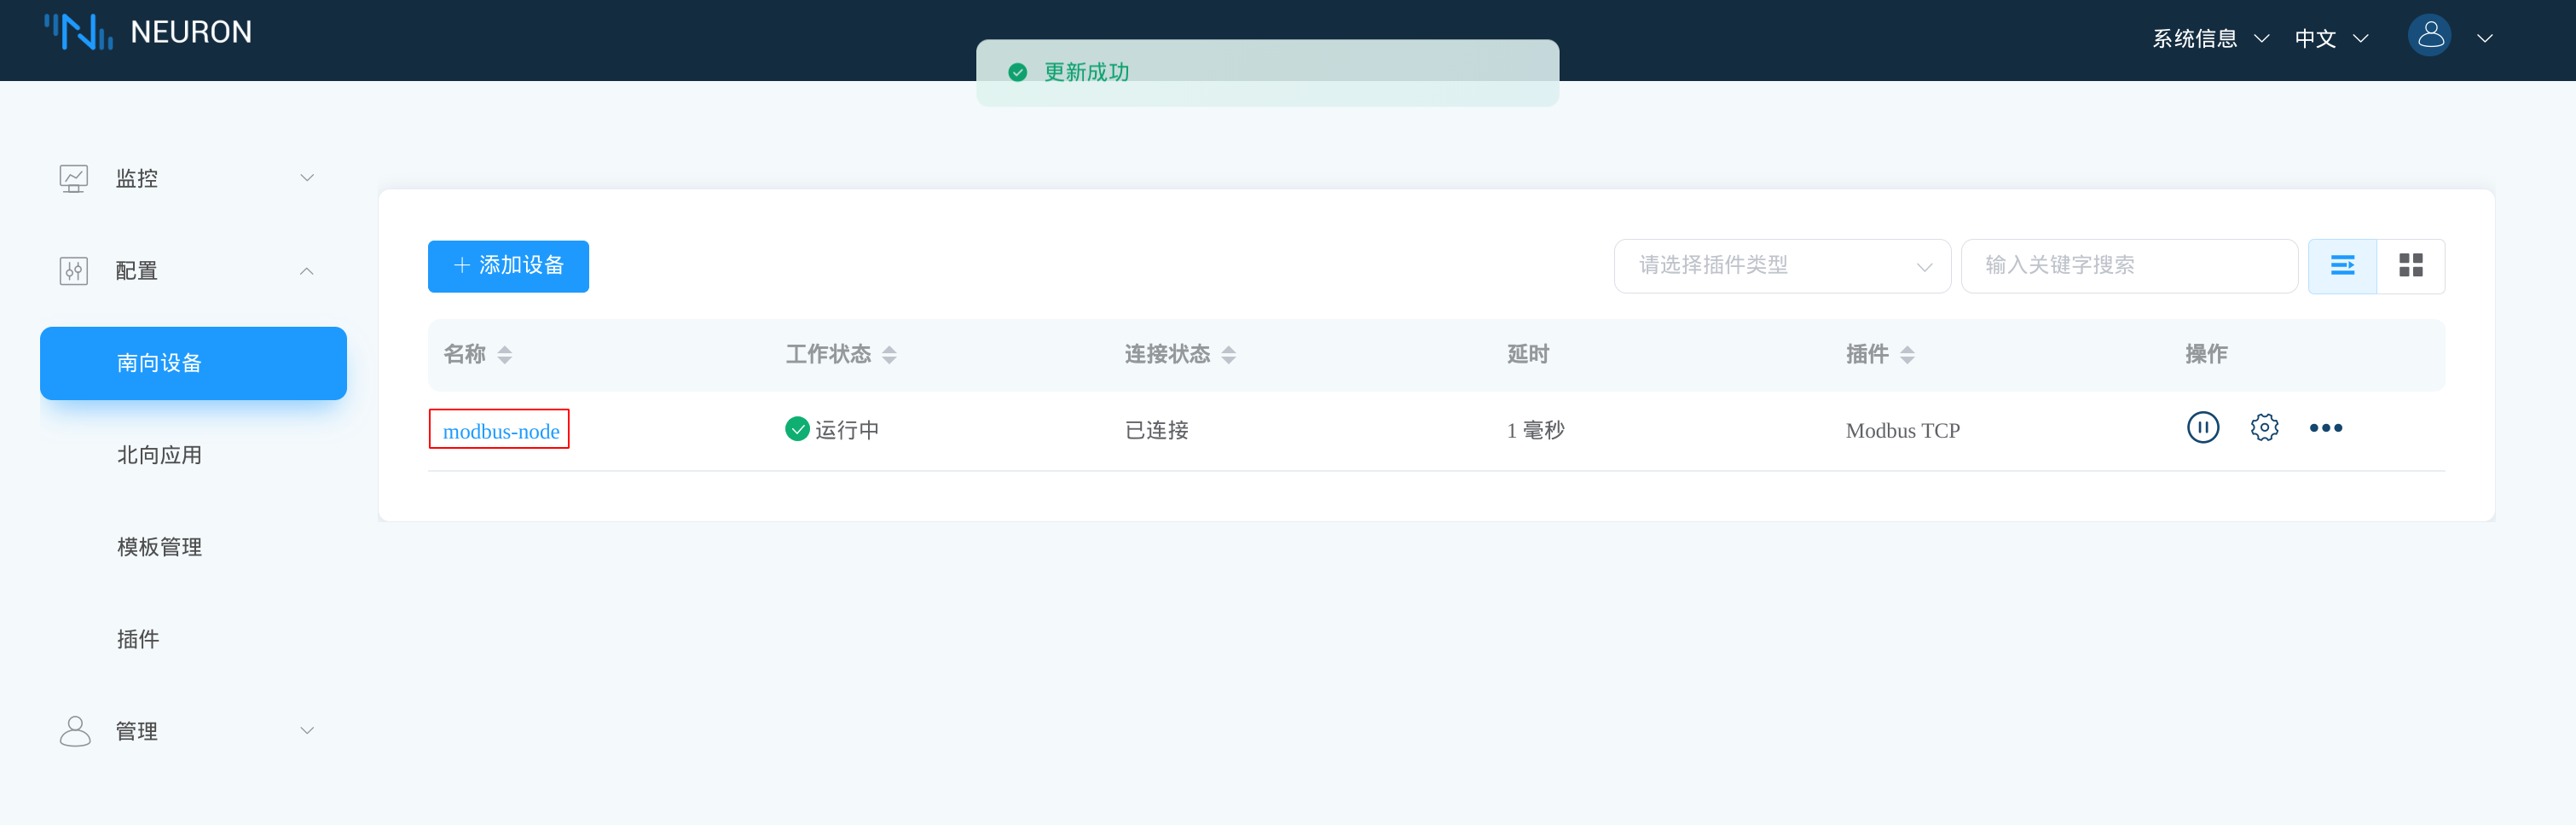 NEURON
系统信息
中文
更新成功
监控
配置
南向设备
北向应用
模板管理
插件
管理
添加设备
请选择插件类型
输入关键字搜索
名称 工作状态 连接状态 延时 插件 操作
modbus-node 运行中 已连接 1 毫秒 Modbus TCP